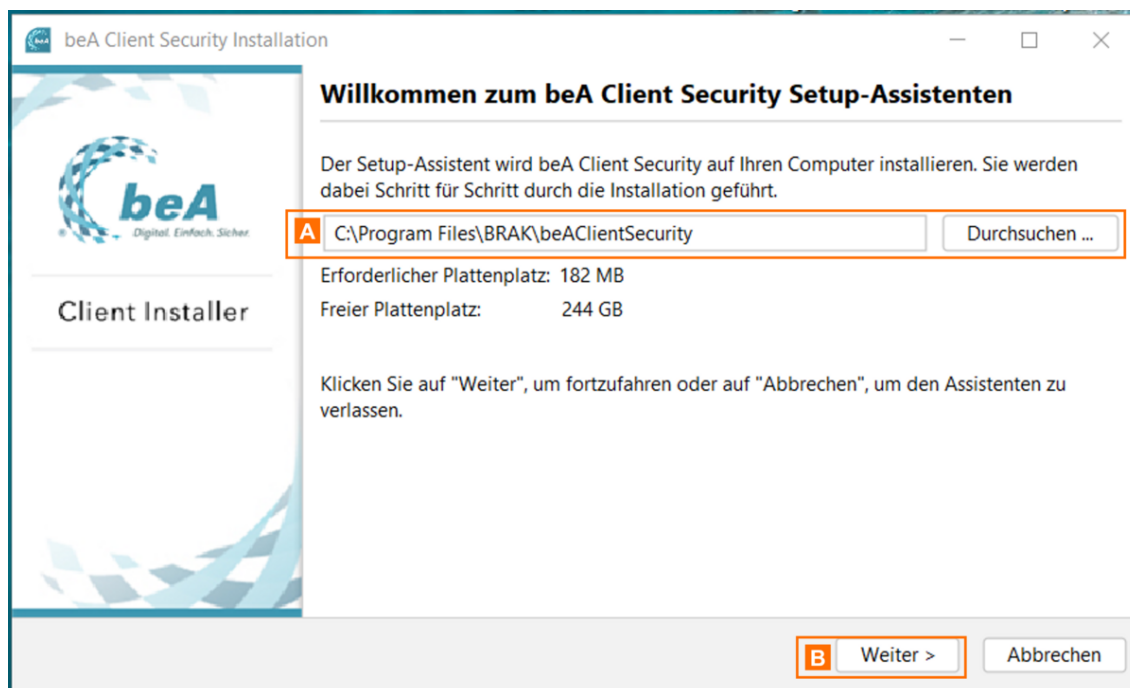 beA Client Security Installation
Willkommen zum beA Client Security Setup-Assistenten
Der Setup-Assistent wird beA Client Security auf Ihren Computer installieren. Sie werden
dabei Schritt für Schritt durch die Installation geführt.
beA
Digital. Einfach. Sicher.
A C:\Program Files\BRAK\beAClientSecurity Durchsuchen ...
Erforderlicher Plattenplatz: 182 MB
Client Installer
Freier Plattenplatz: 244 GB
Klicken Sie auf "Weiter", um fortzufahren oder auf "Abbrechen", um den Assistenten zu
verlassen.
B Weiter > Abbrechen